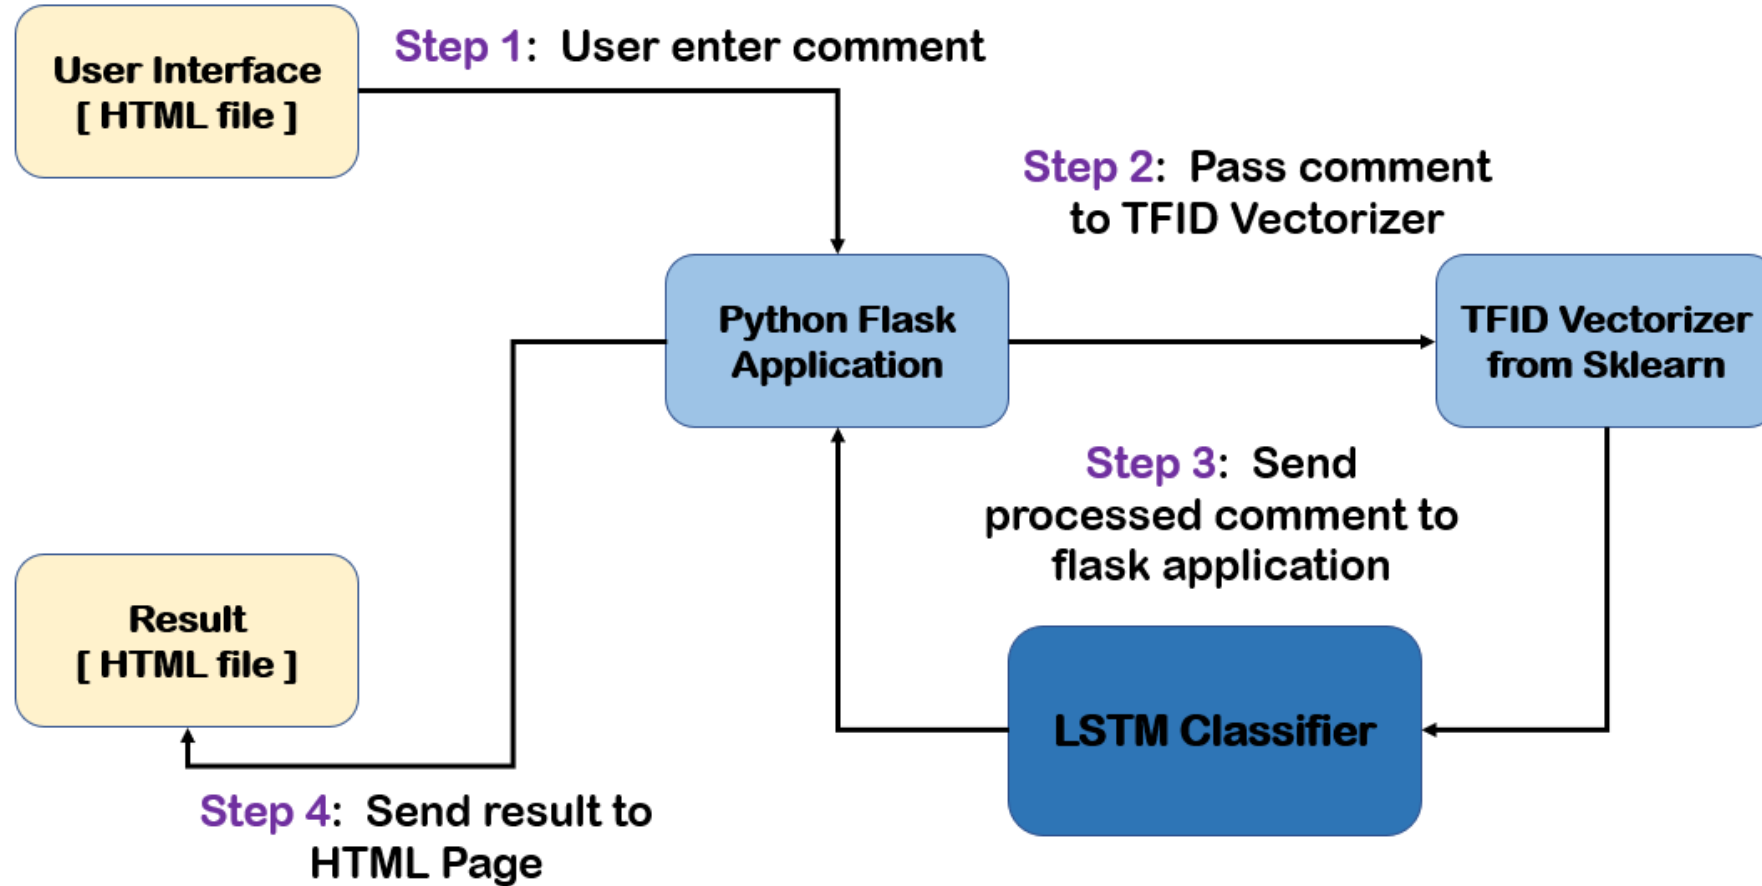 User Interface
[ HTML file ]
Step 1:  User enter comment
Step 2:  Pass comment
to TFID Vectorizer
Python Flask
Application
TFID Vectorizer
from Sklearn
Step 3:  Send
processed comment to
flask application
LSTM Classifier
Result
[ HTML file ]
Step 4:  Send result to
HTML Page